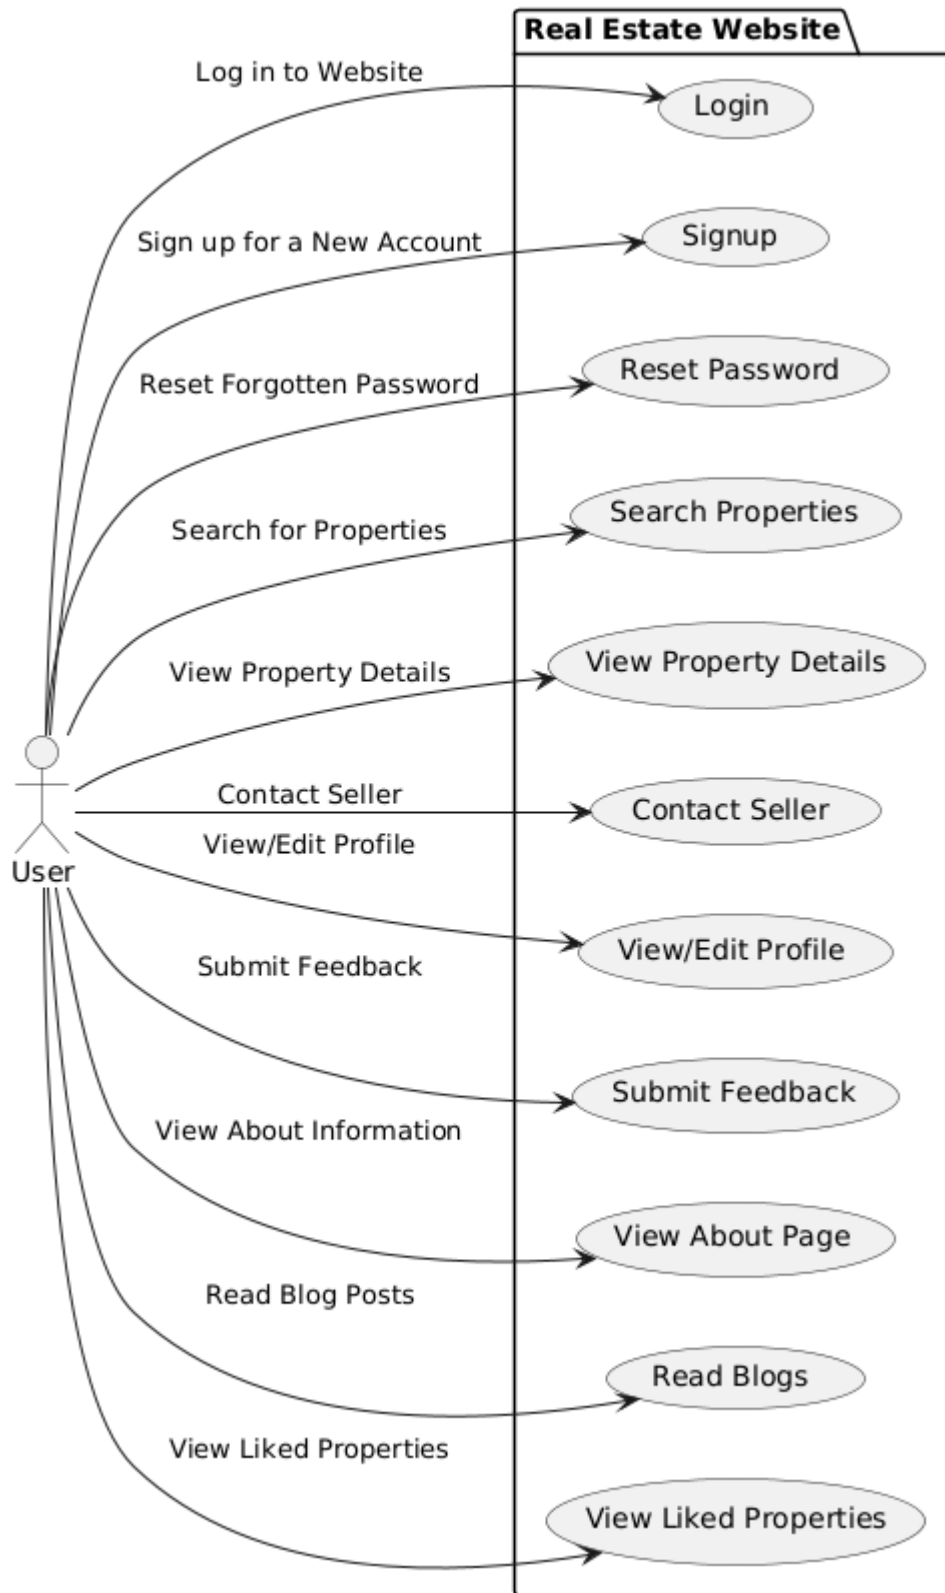 Real Estate Website
Log in to Website
Login
Sign up for a New Account
Signup
Reset Forgotten Password
Reset Password
Search for Properties
Search Properties
View Property Details
View Property Details
Contact Seller
Contact Seller
View/Edit Profile
User
View/Edit Profile
Submit Feedback
Submit Feedback
View About Information
View About Page
Read Blog Posts
Read Blogs
View Liked Properties
View Liked Properties